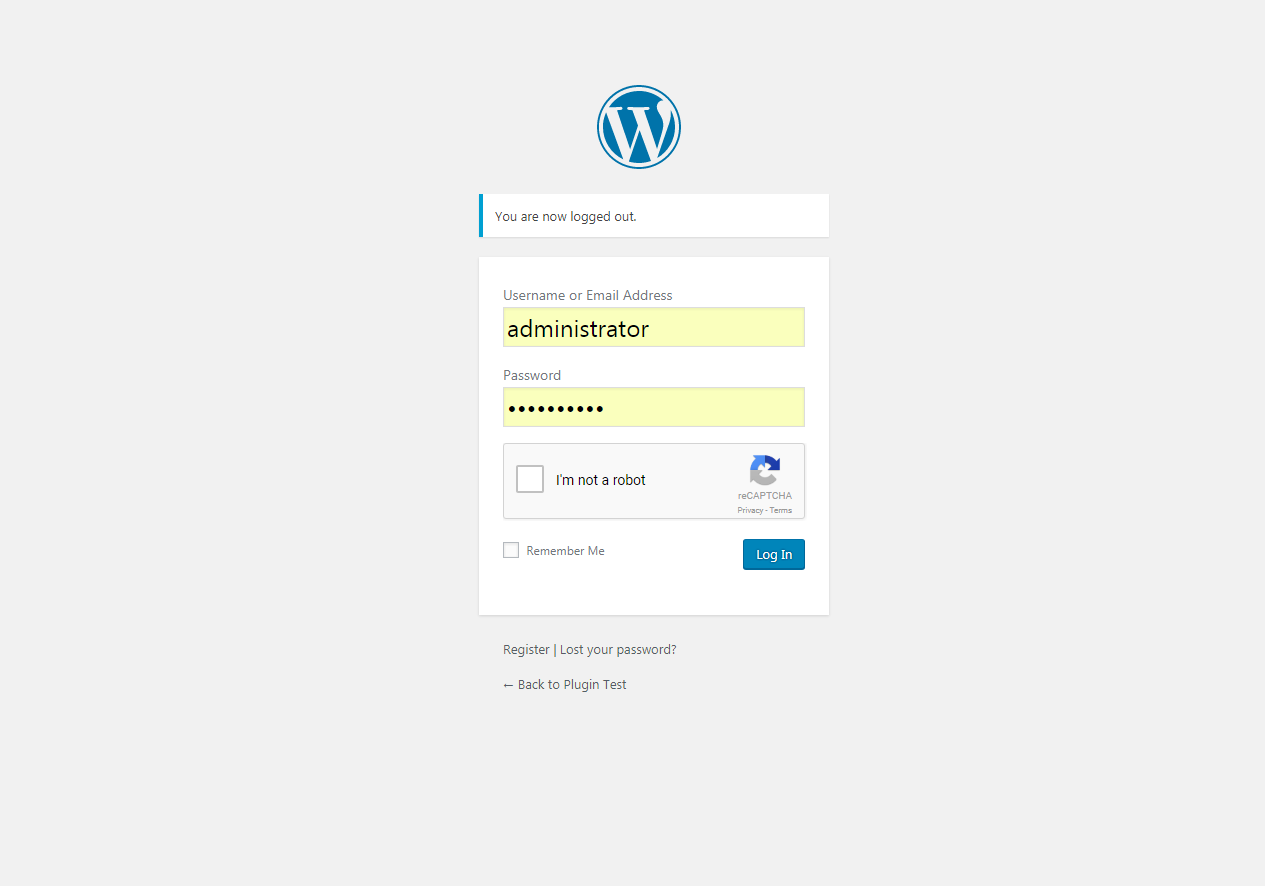 You are now logged out.
Username or Email Address
administrator
Password
••••••••••
I'm not a robot
reCAPTCHA
Privacy - Terms
Remember Me
Log In
Register | Lost your password?
← Back to Plugin Test